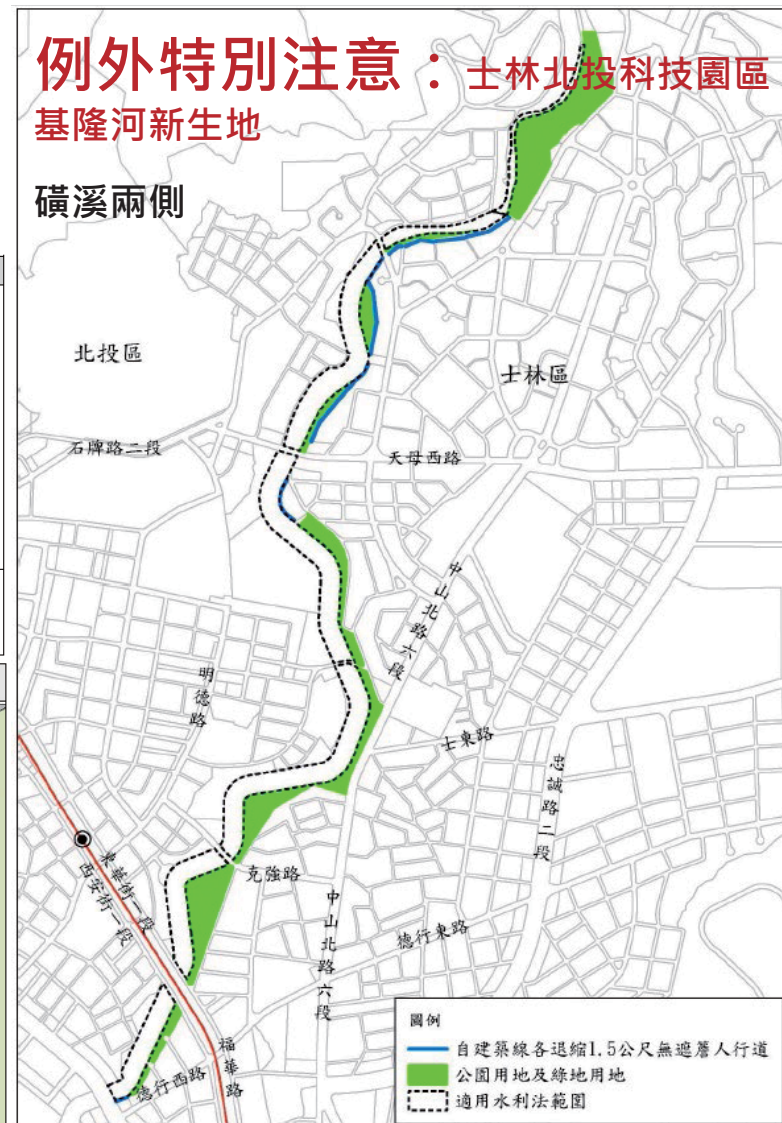 例外特別注意：士林北投科技園區
基隆河新生地
磺溪兩側
北投區
士林區
石牌路二段
天母西路
中山北路六段
明德路
士東路
忠誠路二段
東華街一段
西安街一段
克強路
中山北路六段
德行東路
福華路
德行西路
圖例
自建築線各退縮1.5公尺無遮簷人行道
公園用地及綠地用地
適用水利法範圍